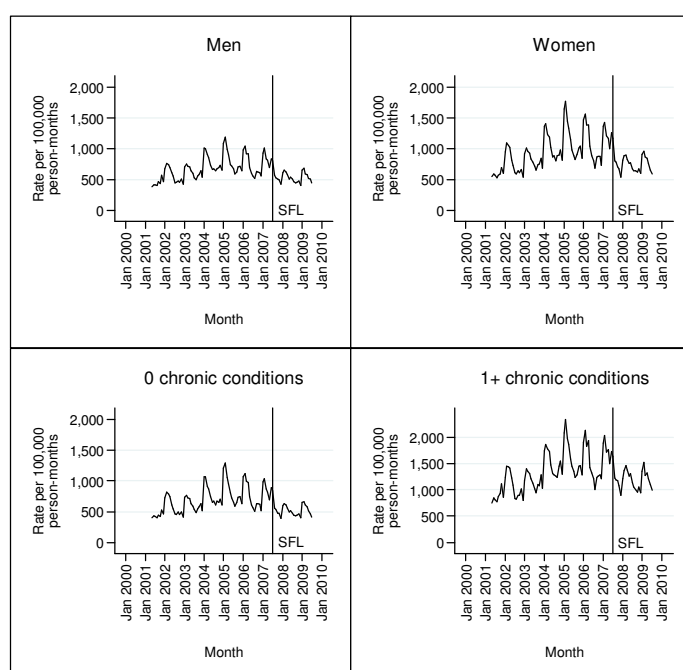 Men
Rate per 100,000
person-months
2,000
1,500
1,000
500
0
SFL
Jan 2000
Jan 2001
Jan 2002
Jan 2003
Jan 2004
Jan 2005
Jan 2006
Jan 2007
Jan 2008
Jan 2009
Jan 2010
Month
Women
Rate per 100,000
person-months
2,000
1,500
1,000
500
0
SFL
Jan 2000
Jan 2001
Jan 2002
Jan 2003
Jan 2004
Jan 2005
Jan 2006
Jan 2007
Jan 2008
Jan 2009
Jan 2010
Month
0 chronic conditions
Rate per 100,000
person-months
2,000
1,500
1,000
500
0
SFL
Jan 2000
Jan 2001
Jan 2002
Jan 2003
Jan 2004
Jan 2005
Jan 2006
Jan 2007
Jan 2008
Jan 2009
Jan 2010
Month
1+ chronic conditions
Rate per 100,000
person-months
2,000
1,500
1,000
500
0
SFL
Jan 2000
Jan 2001
Jan 2002
Jan 2003
Jan 2004
Jan 2005
Jan 2006
Jan 2007
Jan 2008
Jan 2009
Jan 2010
Month